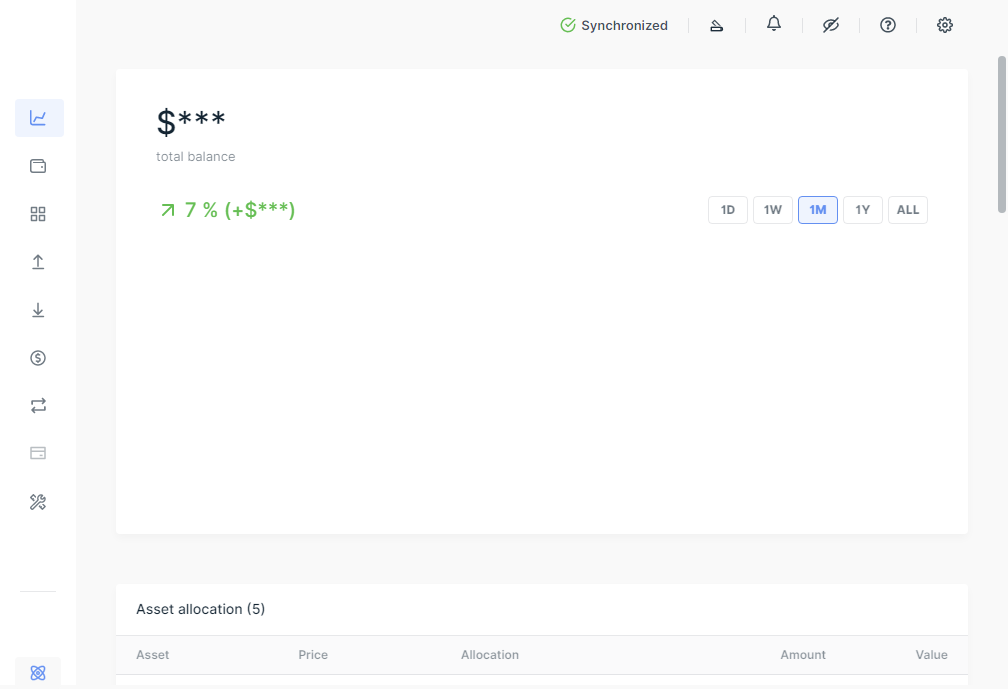 Synchronized
$***
total balance
7 % (+$***)
1D 1W 1M 1Y ALL
Asset allocation (5)
Asset Price Allocation Amount Value